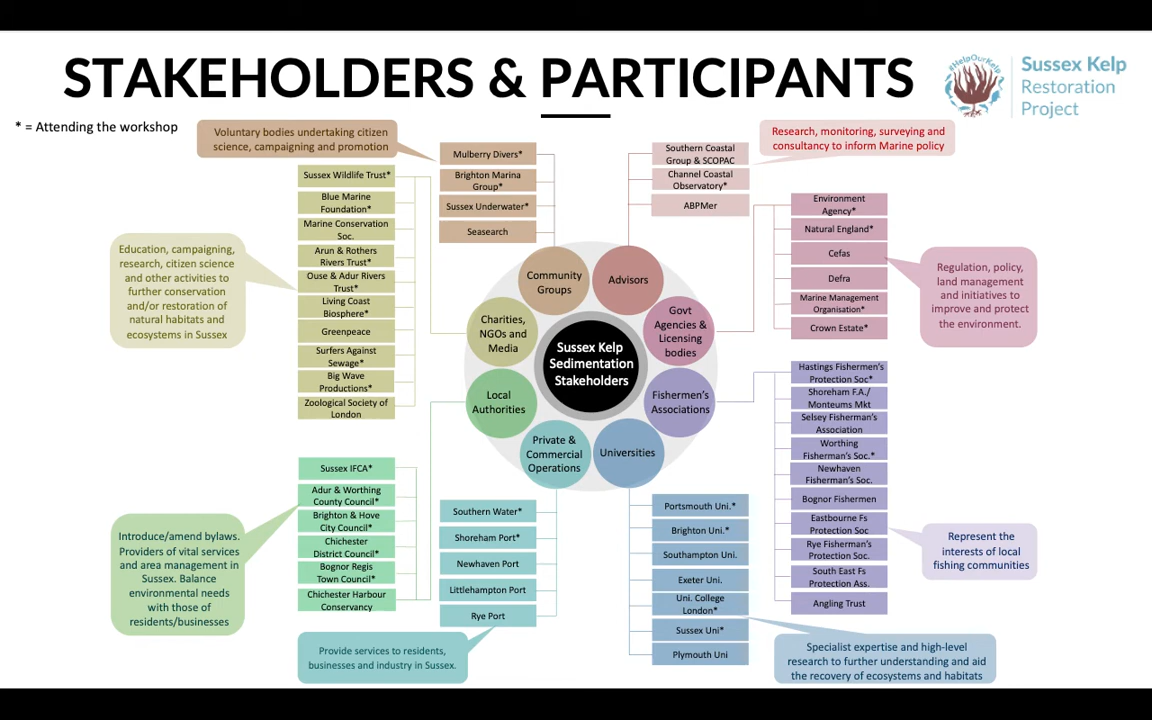 STAKEHOLDERS & PARTICIPANTS
#HelpOurKelp
Sussex Kelp
Restoration
Project
* = Attending the workshop
Voluntary bodies undertaking citizen
science, campaigning and promotion
Mulberry Divers*
Brighton Marina
Group*
Sussex Underwater*
Seasearch
Southern Coastal
Group & SCOPAC
Channel Coastal
Observatory*
ABPMer
Research, monitoring, surveying and
consultancy to inform Marine policy
Sussex Wildlife Trust*
Blue Marine
Foundation*
Marine Conservation
Soc.
Arun & Rothers
Rivers Trust*
Ouse & Adur Rivers
Trust*
Living Coast
Biosphere*
Greenpeace
Surfers Against
Sewage*
Big Wave
Productions*
Zoological Society of
London
Education, campaigning,
research, citizen science
and other activities to
further conservation
and/or restoration of
natural habitats and
ecosystems in Sussex
Environment
Agency*
Natural England*
Cefas
Defra
Marine Management
Organisation*
Crown Estate*
Regulation, policy,
land management
and initiatives to
improve and protect
the environment.
Community
Groups
Advisors
Charities,
NGOs and
Media
Govt
Agencies &
Licensing
bodies
Sussex Kelp
Sedimentation
Stakeholders
Local
Authorities
Fishermen's
Associations
Private &
Commercial
Operations
Universities
Hastings Fishermen's
Protection Soc*
Shoreham F.A./
Monteums Mkt
Selsey Fisherman's
Association
Worthing
Fisherman's Soc.*
Newhaven
Fisherman's Soc.
Bognor Fishermen
Eastbourne Fs
Protection Soc
Rye Fisherman's
Protection Soc.
South East Fs
Protection Ass.
Angling Trust
Represent the
interests of local
fishing communities
Sussex IFCA*
Adur & Worthing
County Council*
Brighton & Hove
City Council*
Chichester
District Council*
Bognor Regis
Town Council*
Chichester Harbour
Conservancy
Introduce/amend bylaws.
Providers of vital services
and area management in
Sussex. Balance
environmental needs
with those of
residents/businesses
Southern Water*
Shoreham Port*
Newhaven Port
Littlehampton Port
Rye Port
Provide services to residents,
businesses and industry in Sussex.
Portsmouth Uni.*
Brighton Uni.*
Southampton Uni.
Exeter Uni.
Uni. College
London*
Sussex Uni*
Plymouth Uni
Specialist expertise and high-level
research to further understanding and aid
the recovery of ecosystems and habitats